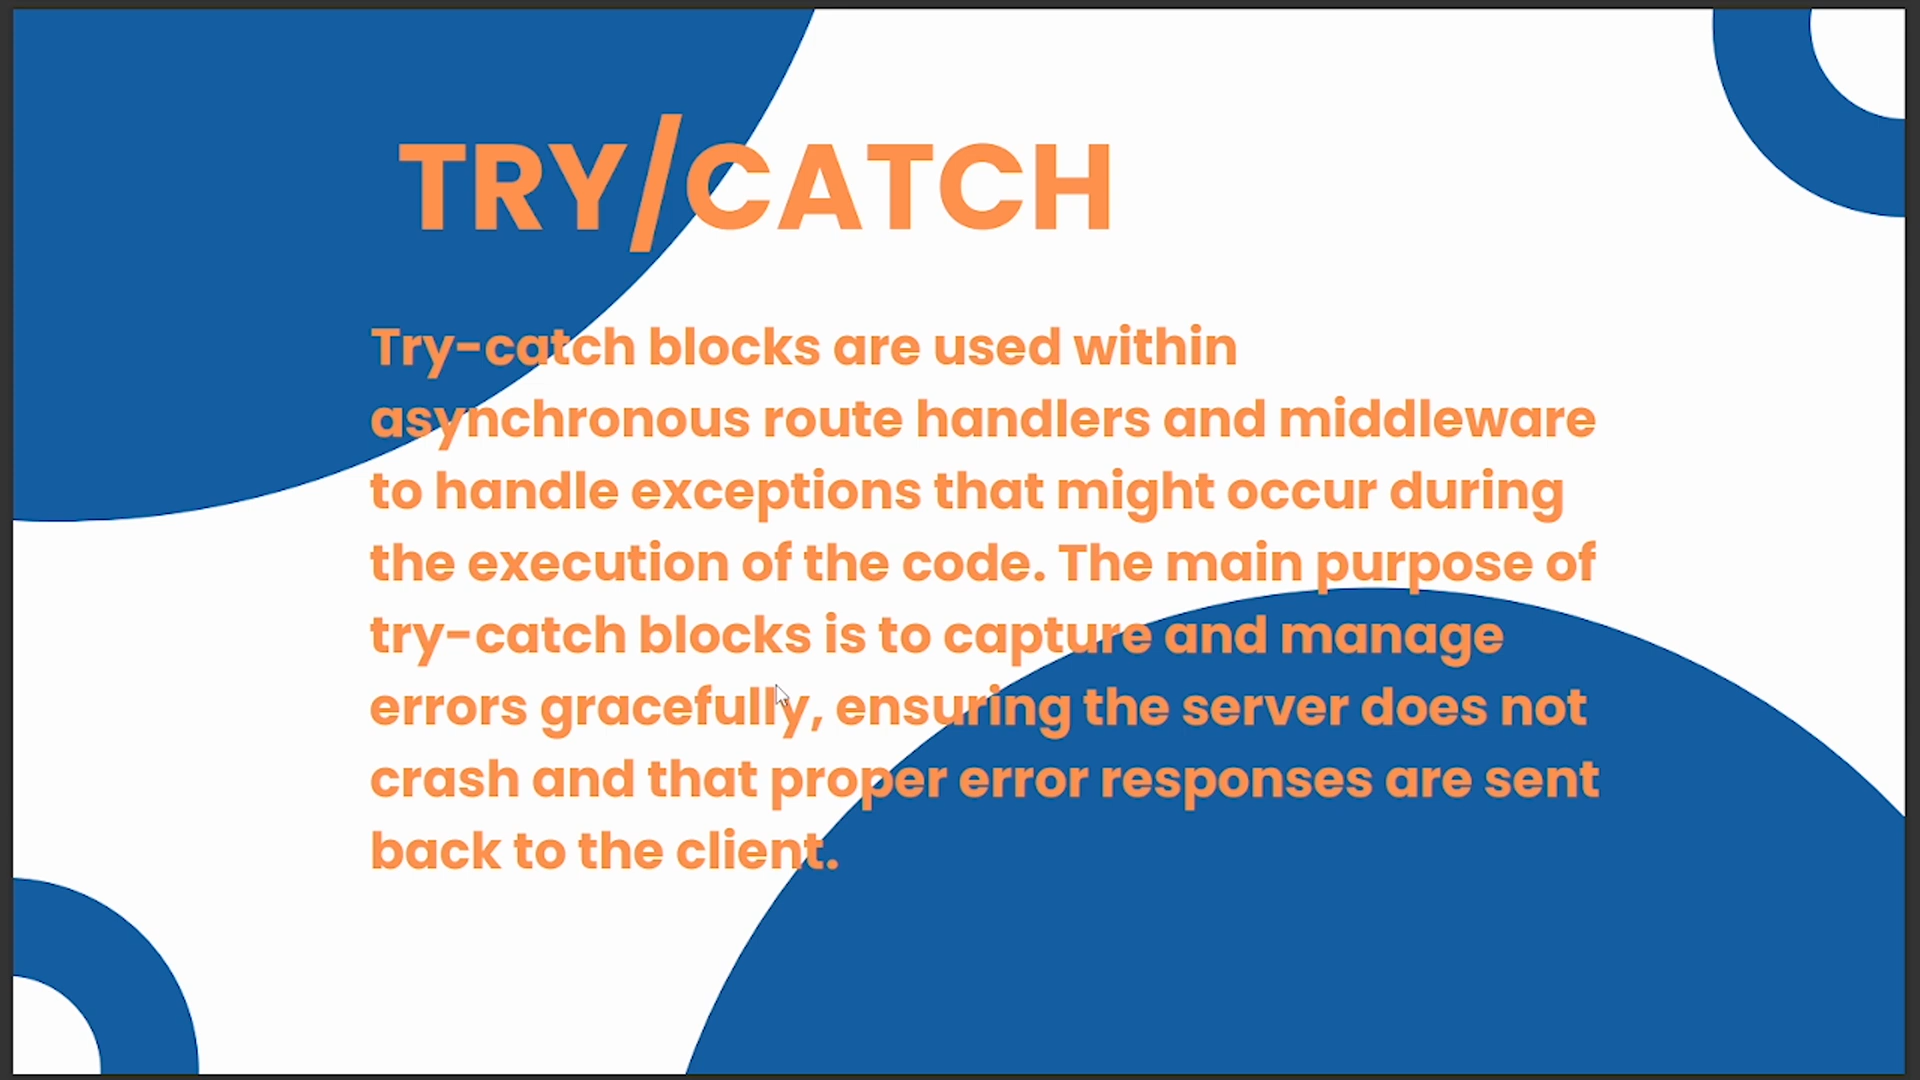 TRY/CATCH
Try-catch blocks are used within
asynchronous route handlers and middleware
to handle exceptions that might occur during
the execution of the code. The main purpose of
try-catch blocks is to capture and manage
errors gracefully, ensuring the server does not
crash and that proper error responses are sent
back to the client.